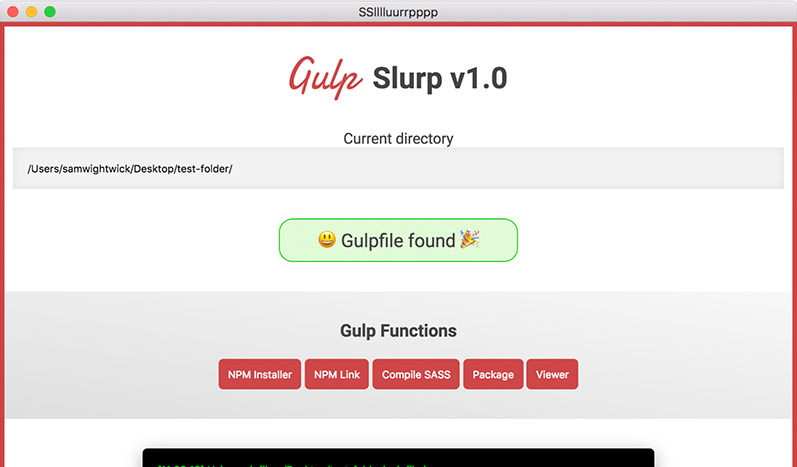 SSlllluurrpppp
Gulp Slurp v1.0
Current directory
/Users/samwightwick/Desktop/test-folder/
😃 Gulpfile found 🎉
Gulp Functions
NPM Installer NPM Link Compile SASS Package Viewer